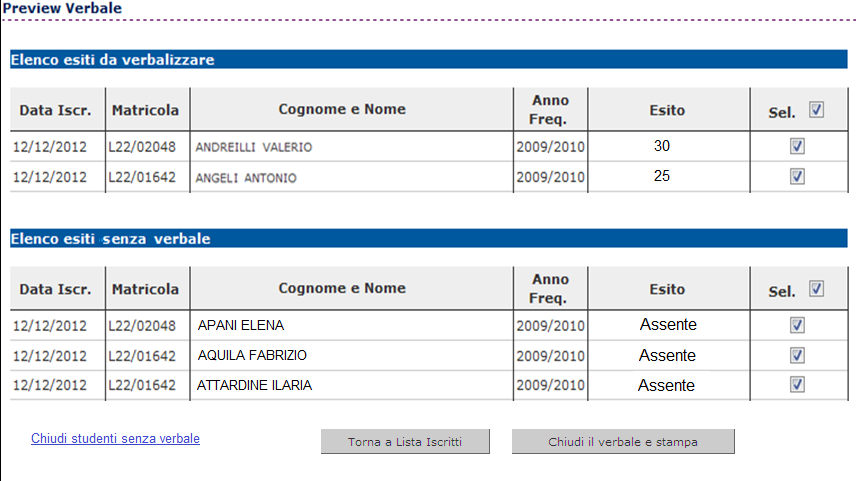 Preview Verbale
Elenco esiti da verbalizzare
Data Iscr. Matricola Cognome e Nome Anno Freq. Esito Sel.
12/12/2012 L22/02048 ANDREILLI VALERIO 2009/2010 30
12/12/2012 L22/01642 ANGELI ANTONIO 2009/2010 25
Elenco esiti senza verbale
Data Iscr. Matricola Cognome e Nome Anno Freq. Esito Sel.
12/12/2012 L22/02048 APANI ELENA 2009/2010 Assente
12/12/2012 L22/01642 AQUILA FABRIZIO 2009/2010 Assente
12/12/2012 L22/01642 ATTARDINE ILARIA 2009/2010 Assente
Chiudi studenti senza verbale Torna a Lista Iscritti Chiudi il verbale e stampa